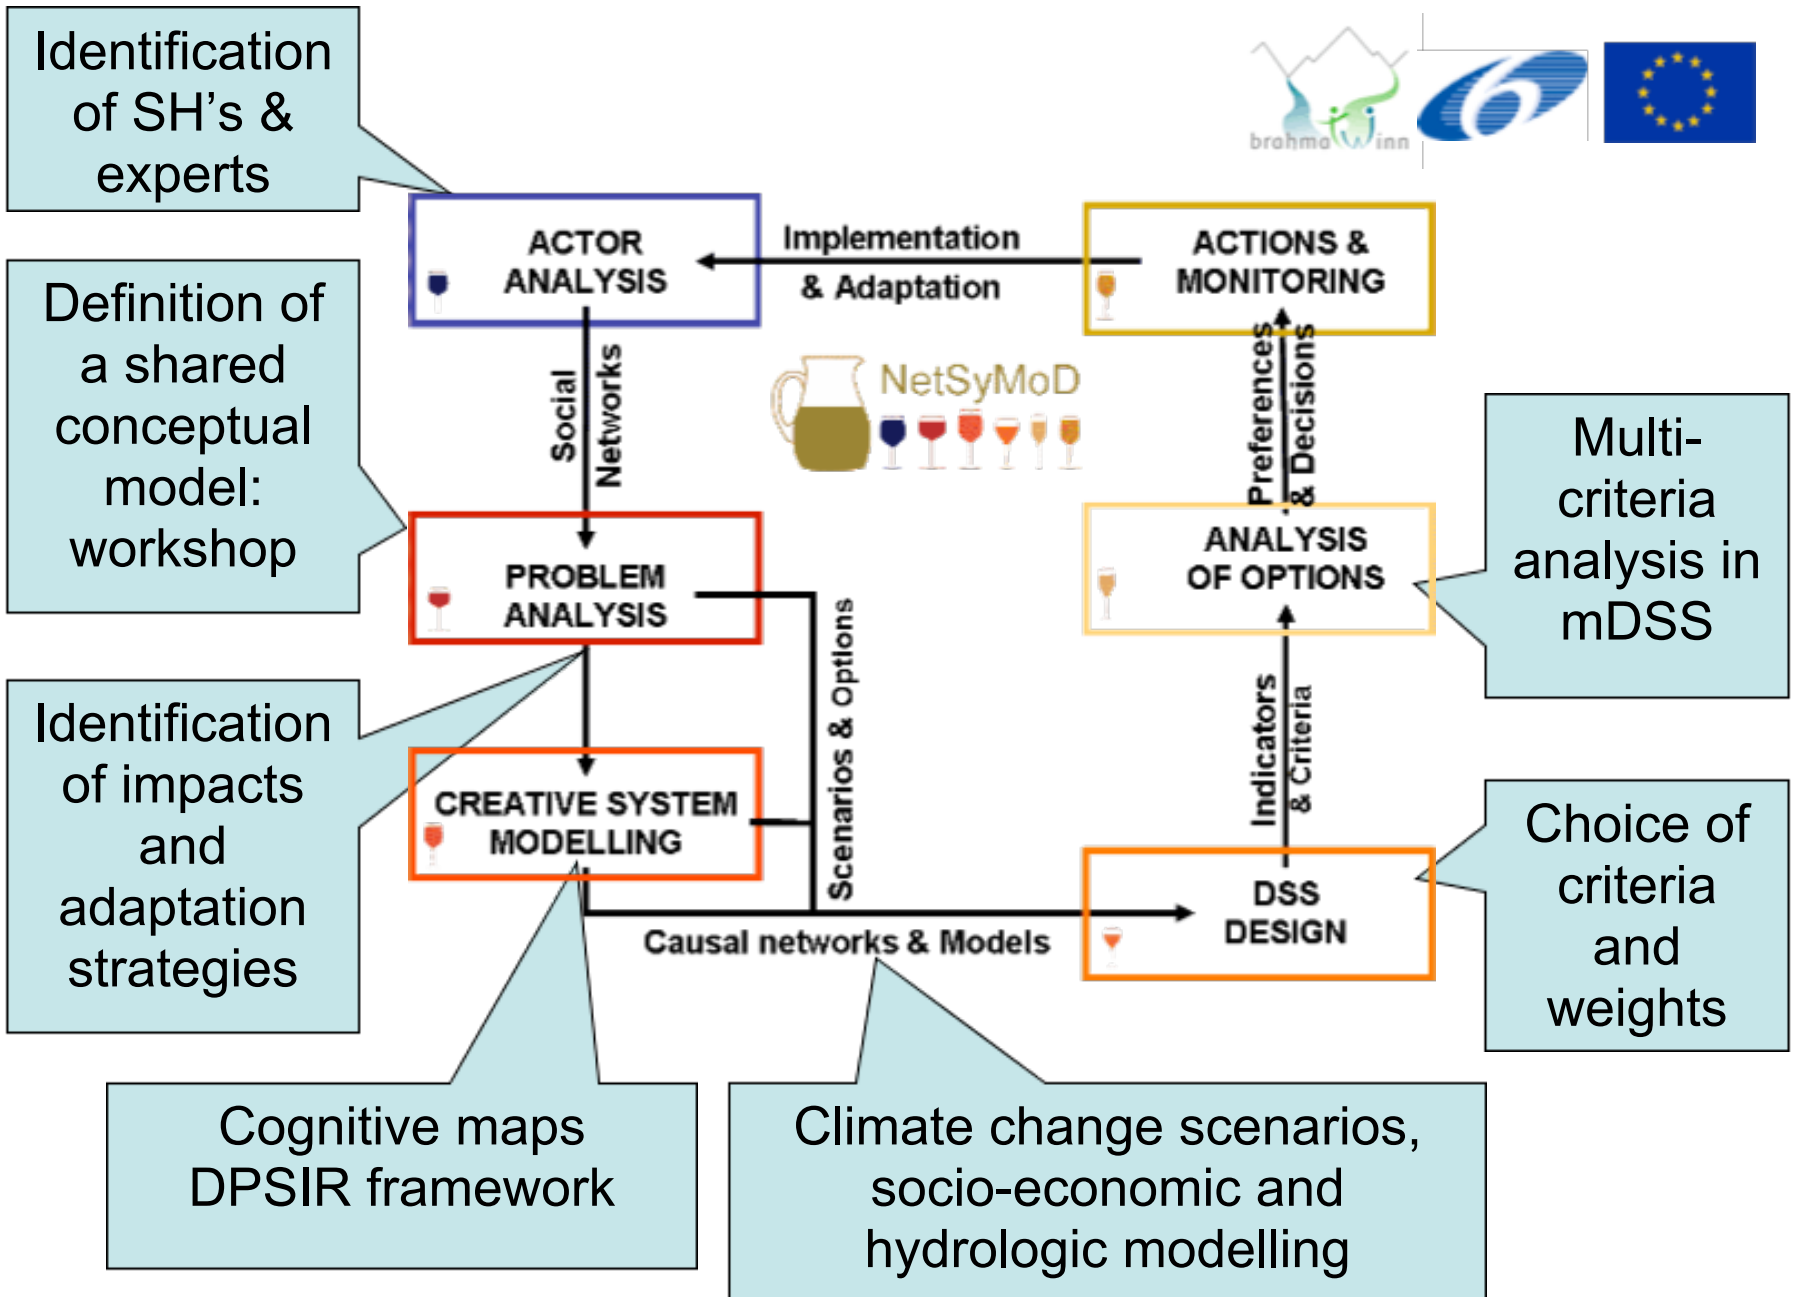 Identification
of SH's &
experts
brahma
winn
6
ACTOR
ANALYSIS
Implementation
& Adaptation
ACTIONS &
MONITORING
Definition of
a shared
conceptual
model:
workshop
Social
Networks
NetSyMoD
Preferences
& Decisions
Multi-
criteria
analysis in
mDSS
PROBLEM
ANALYSIS
ANALYSIS
OF OPTIONS
Scenarios & Options
Indicators
& Criteria
Identification
of impacts
and
adaptation
strategies
CREATIVE SYSTEM
MODELLING
Choice of
criteria
and
weights
DSS
DESIGN
Causal networks & Models
Cognitive maps
DPSIR framework
Climate change scenarios,
socio-economic and
hydrologic modelling